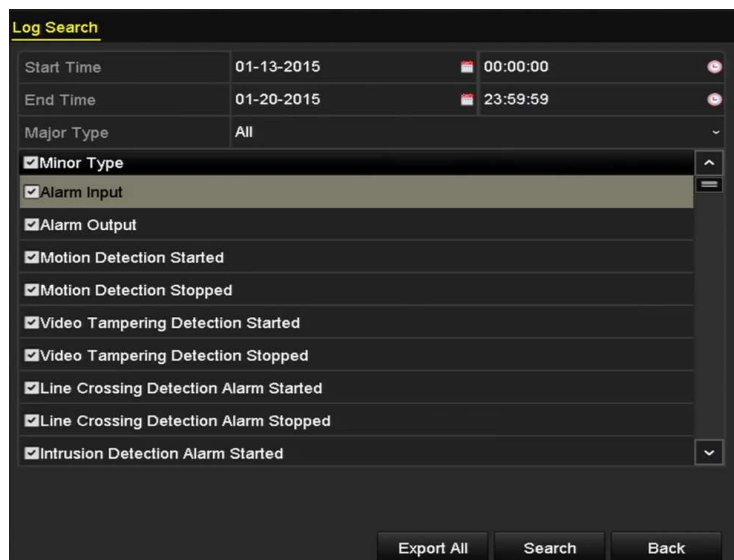 Log Search
Start Time 01-13-2015 00:00:00
End Time 01-20-2015 23:59:59
Major Type All
Minor Type
Alarm Input
Alarm Output
Motion Detection Started
Motion Detection Stopped
Video Tampering Detection Started
Video Tampering Detection Stopped
Line Crossing Detection Alarm Started
Line Crossing Detection Alarm Stopped
Intrusion Detection Alarm Started
Export All Search Back